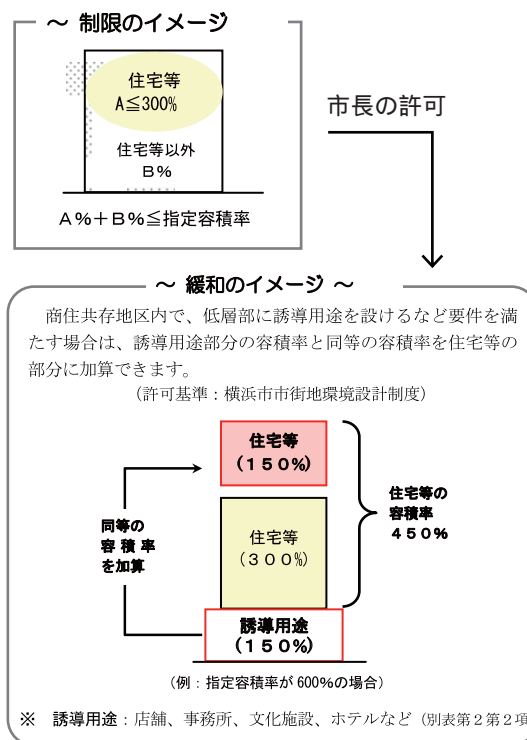 ～ 制限のイメージ ～
住宅等
A≦300%
住宅等以外
B%
A%＋B%≦指定容積率
市長の許可
～ 緩和のイメージ ～
商住共存地区内で、低層部に誘導用途を設けるなど要件を満
たす場合は、誘導用途部分の容積率と同等の容積率を住宅等の
部分に加算できます。
（許可基準：横浜市市街地環境設計制度）
住宅等
（１５０％）
住宅等の
容積率
４５０％
同等の
容積率
を加算
住宅等
（３００％）
誘導用途
（１５０％）
（例：指定容積率が 600%の場合）
※ 誘導用途：店舗、事務所、文化施設、ホテルなど（別表第２第２項